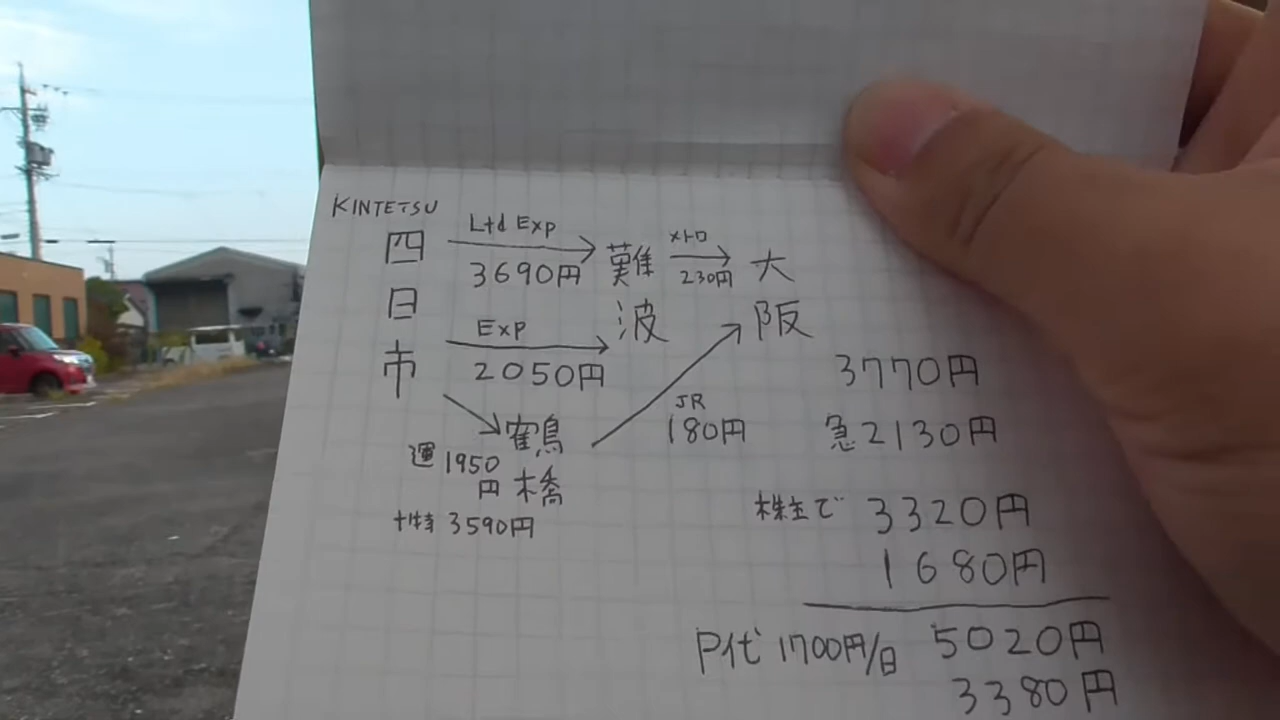 KINTETSU
四日市
Ltd Exp
3690円
難波
メトロ
230円
大阪
Exp
2050円
鶴橋
運1950円
特 3590円
JR
180円
3770円
急2130円
株主で 3320円
1680円
P代 1700円/日 5020円
3380円